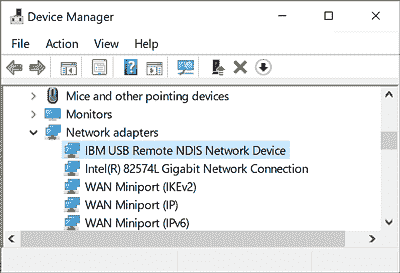 Device Manager
File Action View Help
Mice and other pointing devices
Monitors
Network adapters
IBM USB Remote NDIS Network Device
Intel(R) 82574L Gigabit Network Connection
WAN Miniport (IKEv2)
WAN Miniport (IP)
WAN Miniport (IPv6)